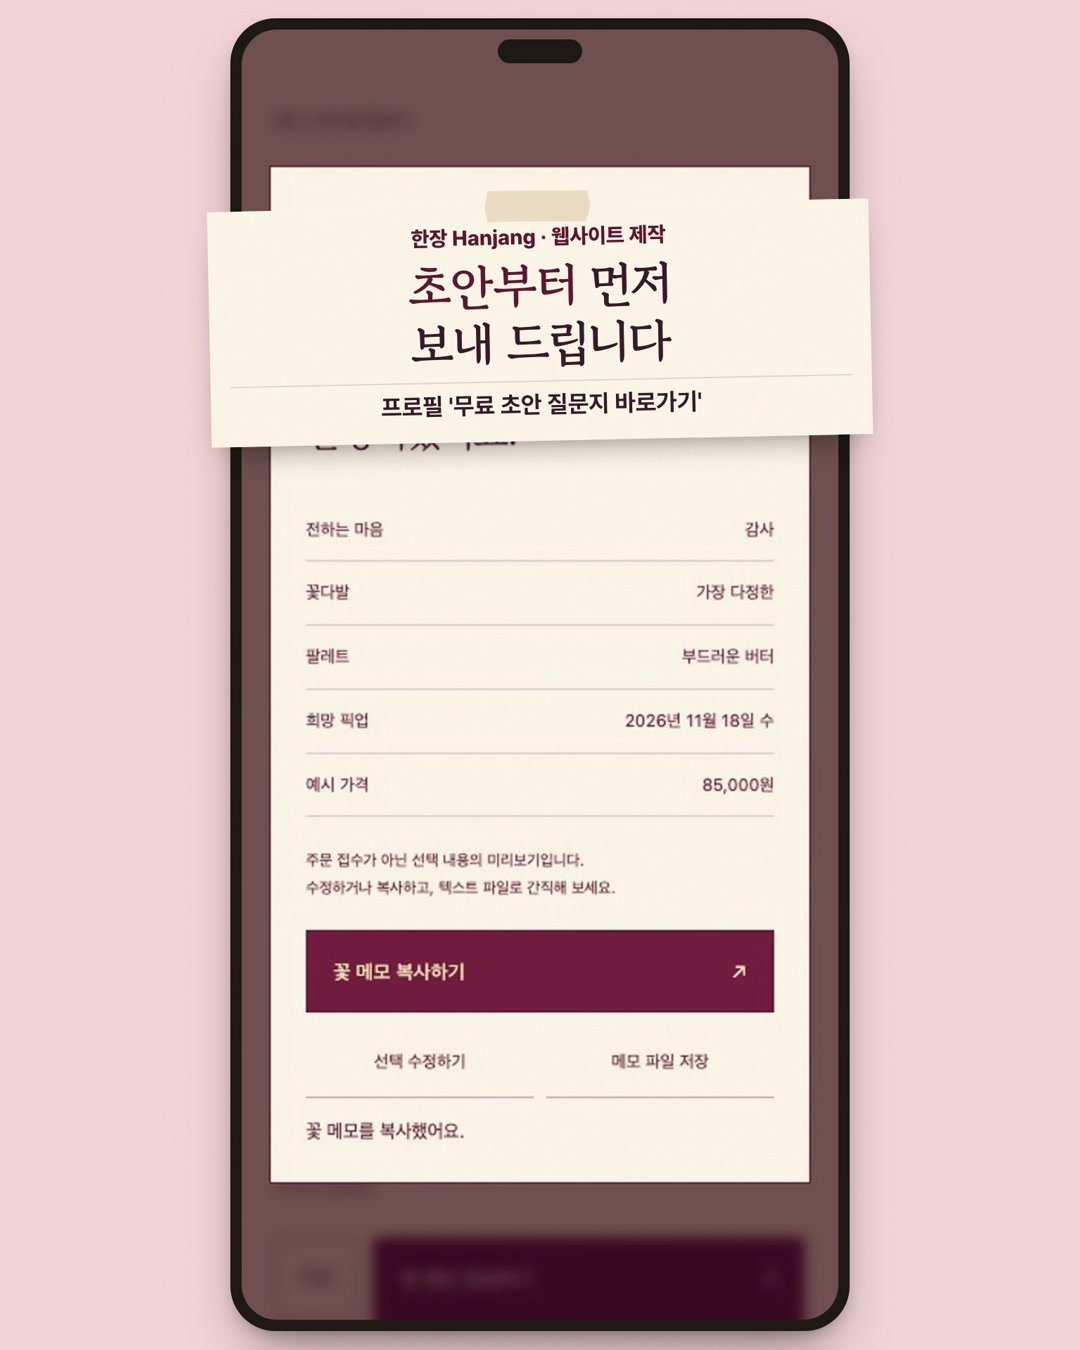 한장 Hanjang · 웹사이트 제작
초안부터 먼저
보내 드립니다
프로필 '무료 초안 질문지 바로가기'
전하는 마음 감사
꽃다발 가장 다정한
팔레트 부드러운 버터
희망 픽업 2026년 11월 18일 수
예시 가격 85,000원
주문 접수가 아닌 선택 내용의 미리보기입니다.
수정하거나 복사하고, 텍스트 파일로 간직해 보세요.
꽃 메모 복사하기
선택 수정하기 메모 파일 저장
꽃 메모를 복사했어요.